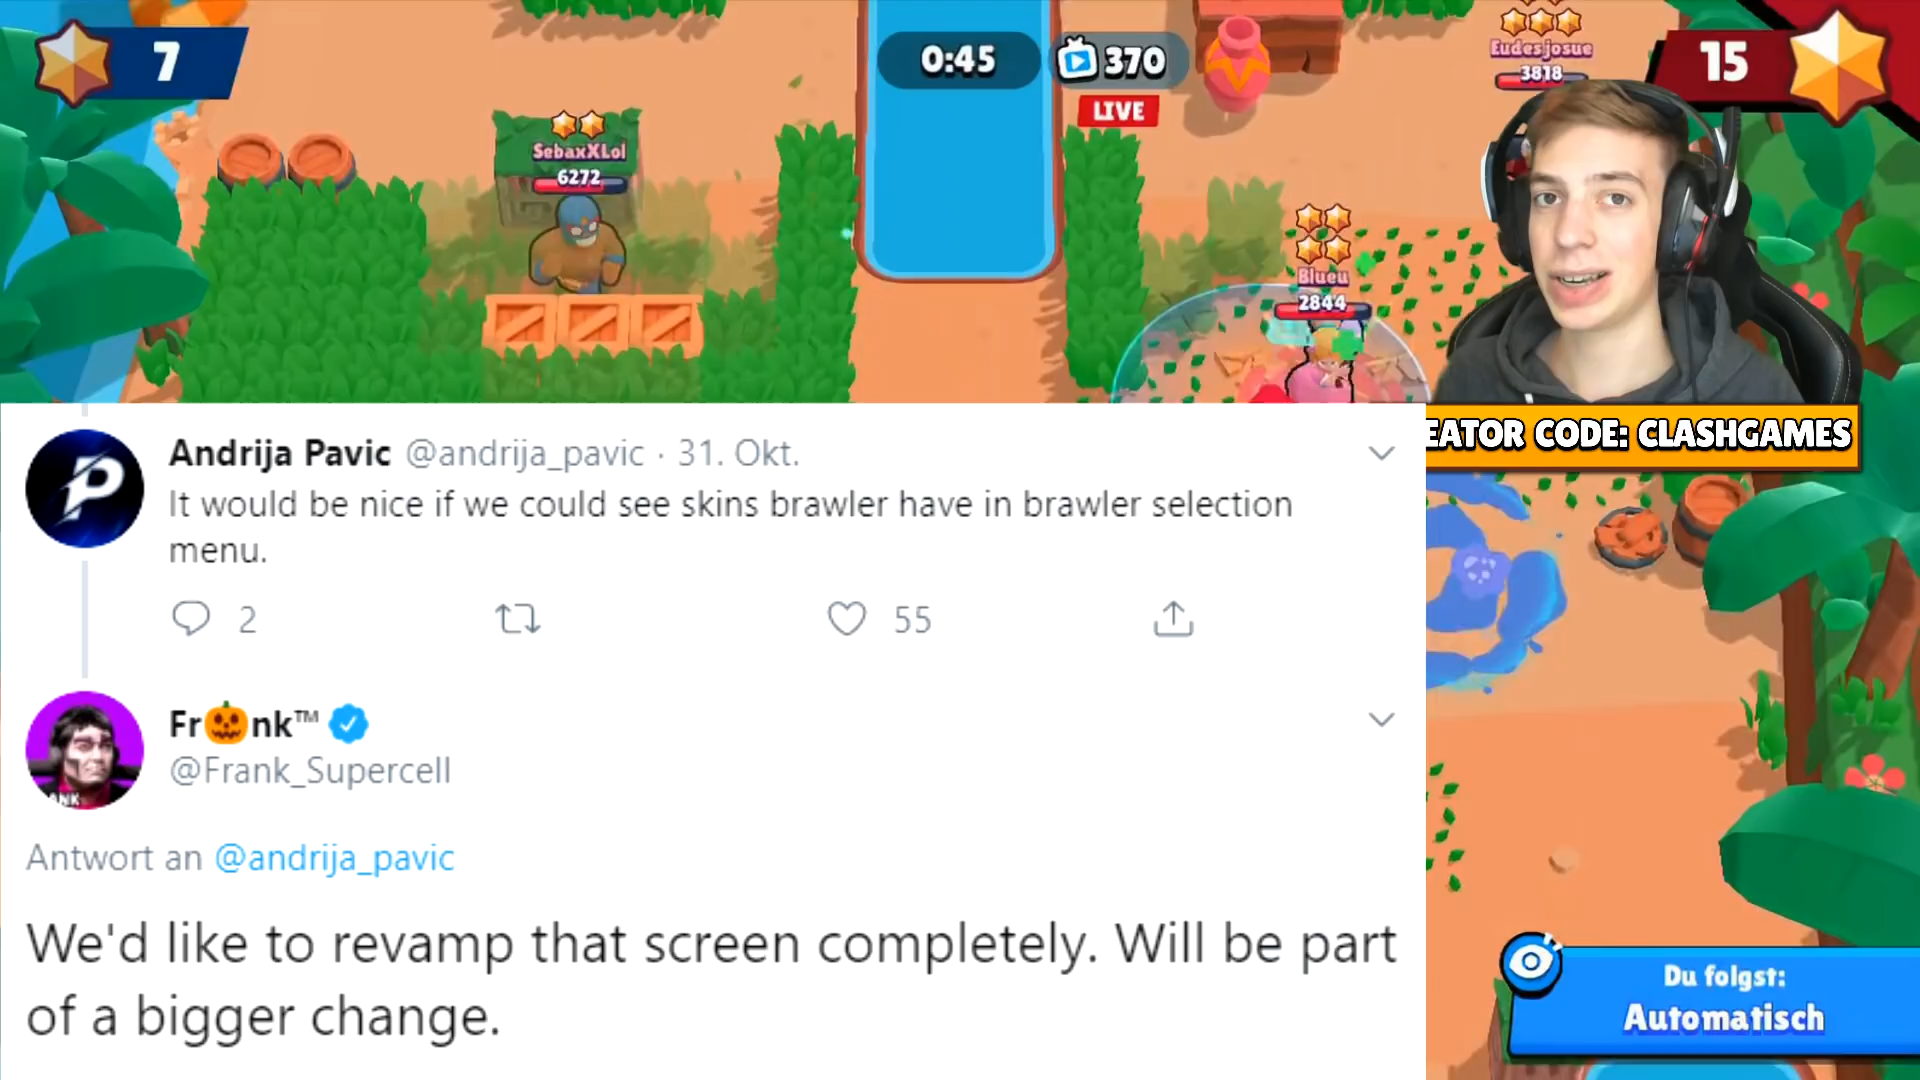 7
0:45
370
LIVE
15
Eudesjosue
3818
SebaxXLol
6272
Blueu
2844
EATOR CODE: CLASHGAMES
Andrija Pavic @andrija_pavic · 31. Okt.
It would be nice if we could see skins brawler have in brawler selection
menu.
2
55
Fr🎃nk™
@Frank_Supercell
Antwort an @andrija_pavic
We'd like to revamp that screen completely. Will be part
of a bigger change.
Du folgst:
Automatisch